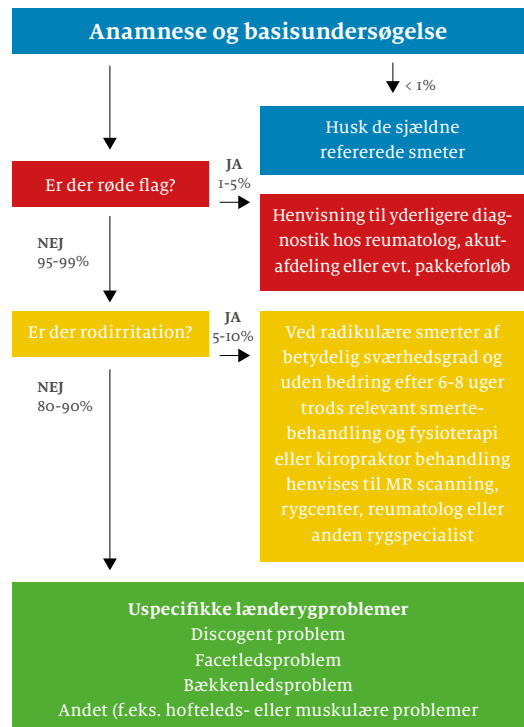 Anamnese og basisundersøgelse
< 1%
Husk de sjældne
refererede smeter
Er der røde flag?
JA
1-5%
Henvisning til yderligere diag-
nostik hos reumatolog, akut-
afdeling eller evt. pakkeforløb
NEJ
95-99%
Er der rodirritation?
JA
5-10%
Ved radikulære smerter af
betydelig sværhedsgrad og
uden bedring efter 6-8 uger
trods relevant smerte-
behandling og fysioterapi
eller kiropraktor behandling
henvises til MR scanning,
rygcenter, reumatolog eller
anden rygspecialist
NEJ
80-90%
Uspecifikke lænderygproblemer
Discogent problem
Facetledsproblem
Bækkenledsproblem
Andet (f.eks. hofteleds- eller muskulære problemer